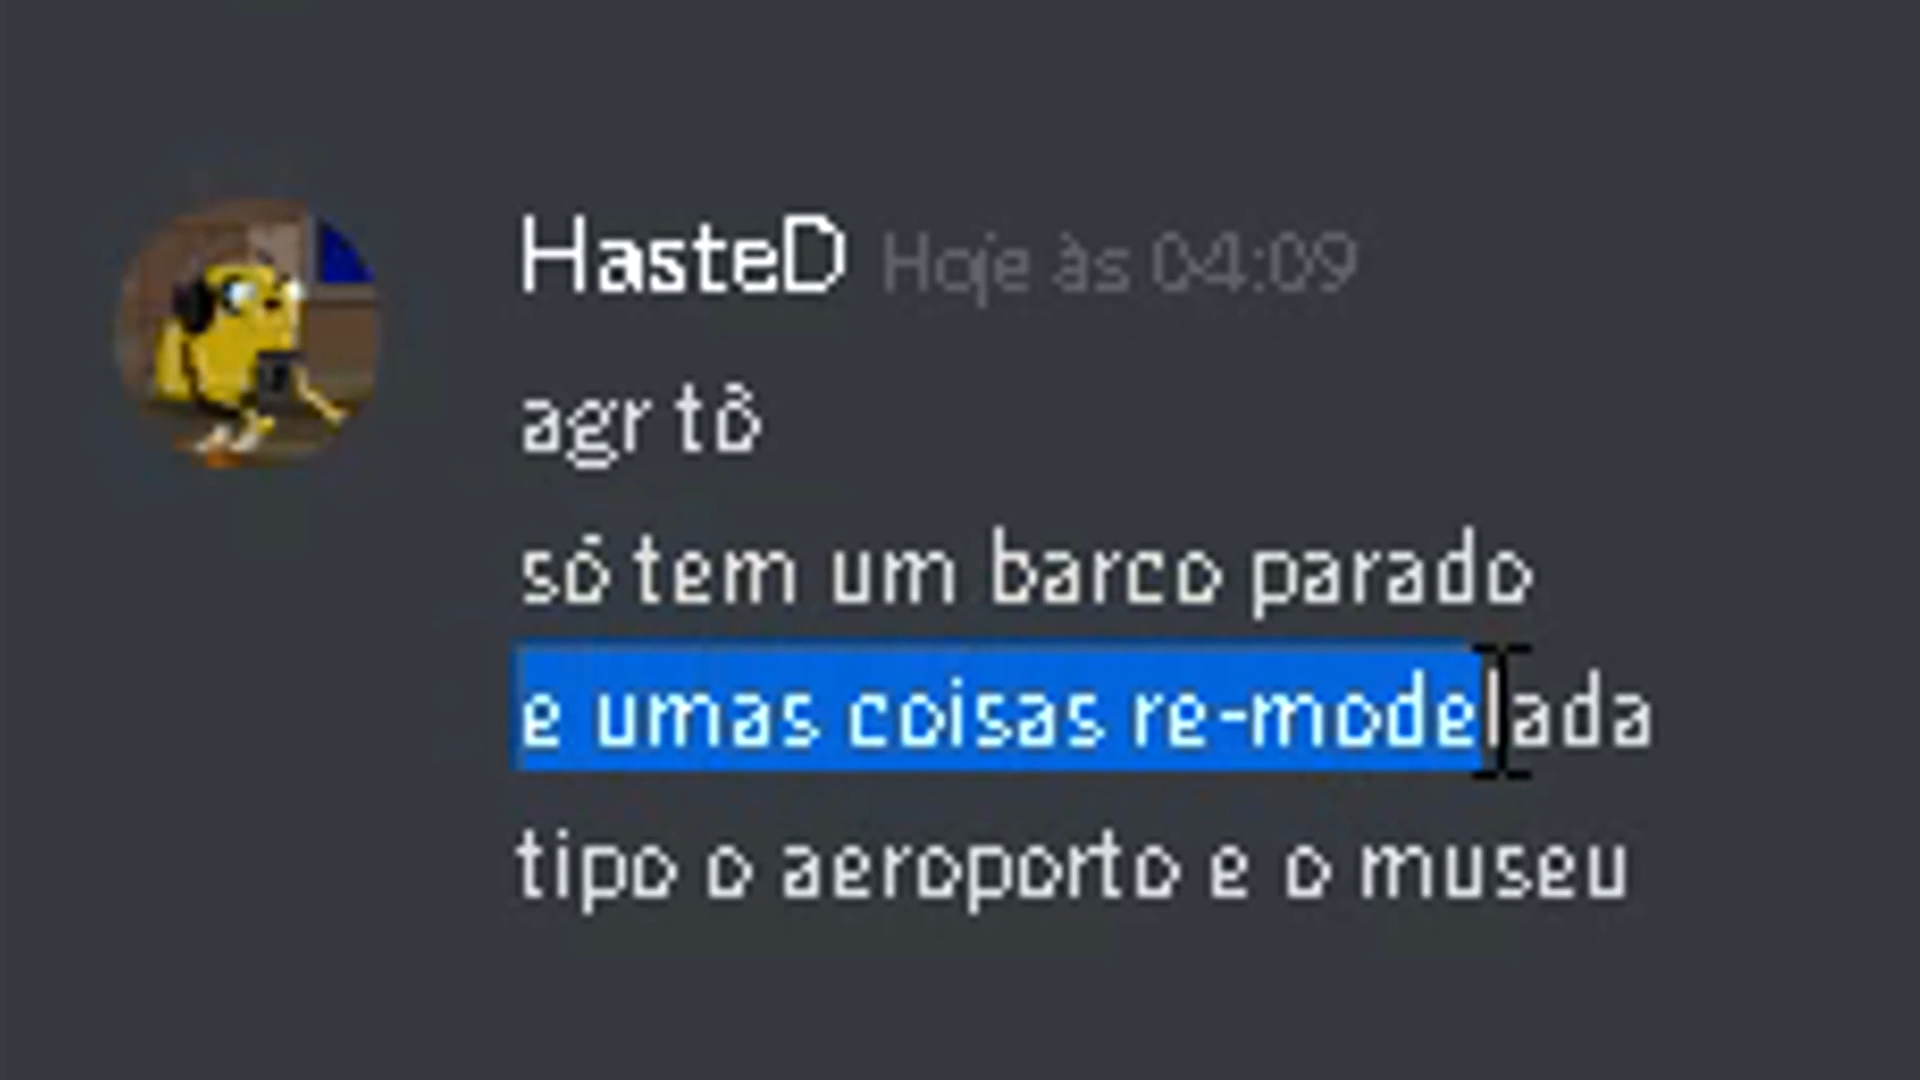 HasteD Hoje às 04:09
agr tô
só tem um barco parado
e umas coisas re-modelada
tipo o aeroporto e o museu